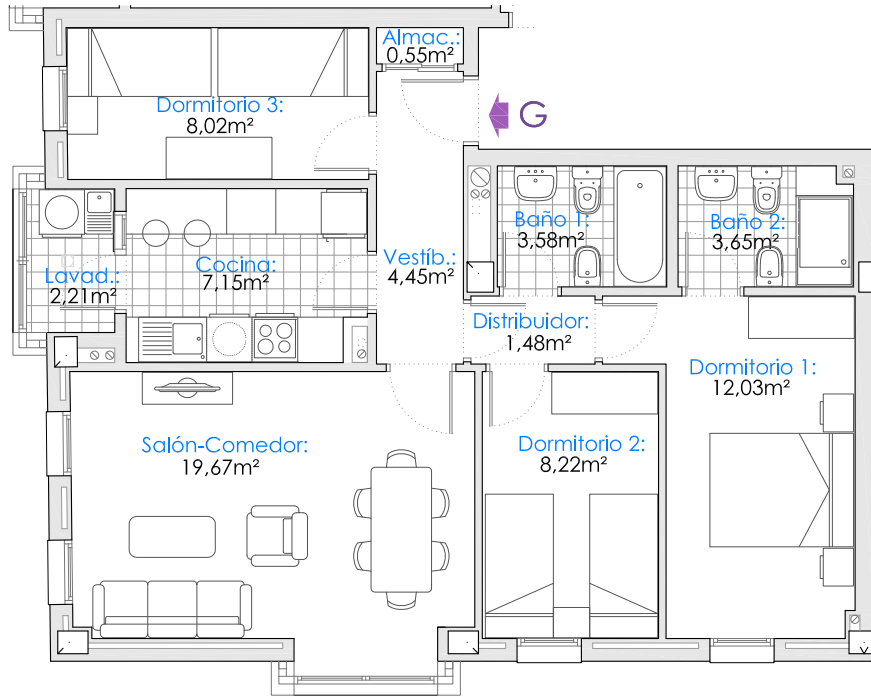 Almac.:
0,55m²
Dormitorio 3:
8,02m²
G
Baño 1:
3,58m²
Baño 2:
3,65m²
Lavad.:
2,21m²
Cocina:
7,15m²
Vestíb.:
4,45m²
Distribuidor:
1,48m²
Dormitorio 1:
12,03m²
Salón-Comedor:
19,67m²
Dormitorio 2:
8,22m²